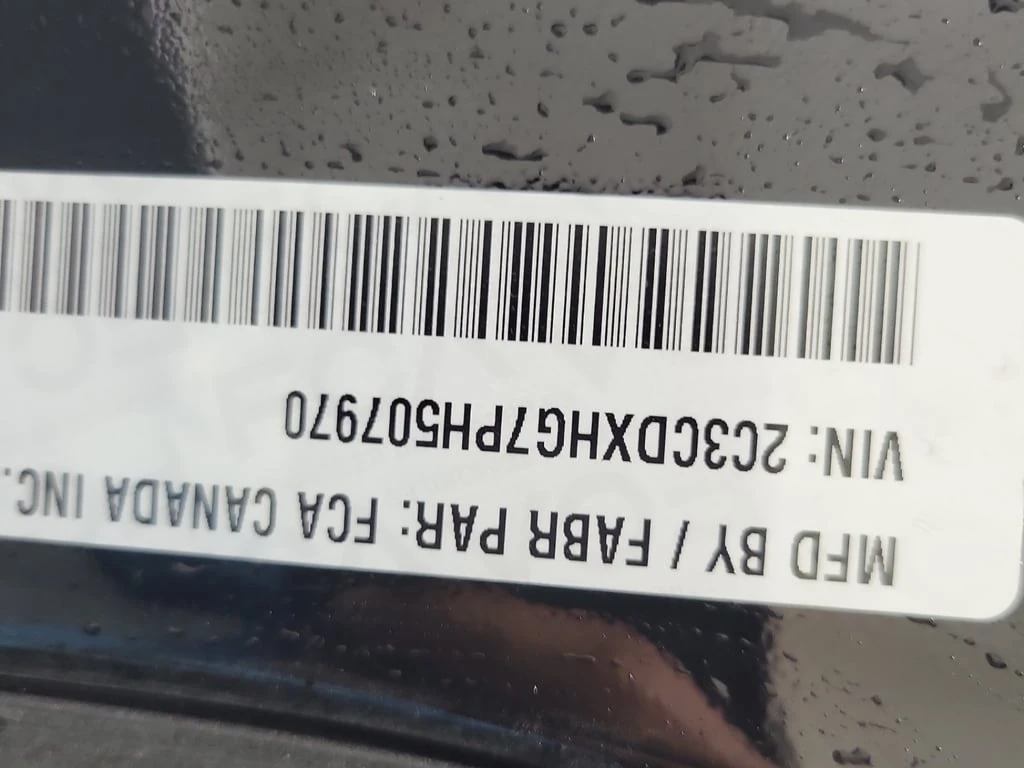 MFD BY / FABR PAR: FCA CANADA INC.
VIN: 2C3CDXHG7PH507970